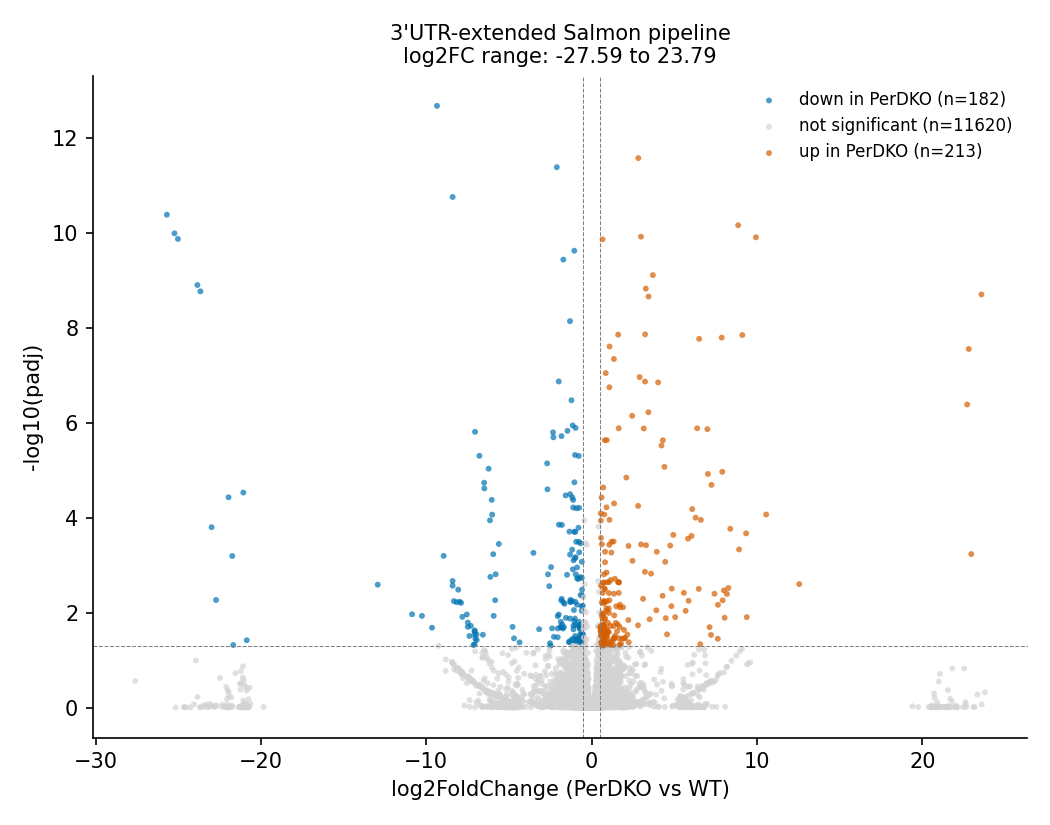 3'UTR-extended Salmon pipeline
log2FC range: -27.59 to 23.79
down in PerDKO (n=182)
not significant (n=11620)
up in PerDKO (n=213)
-log10(padj)
12
10
8
6
4
2
0
−30
−20
−10
0
10
20
log2FoldChange (PerDKO vs WT)